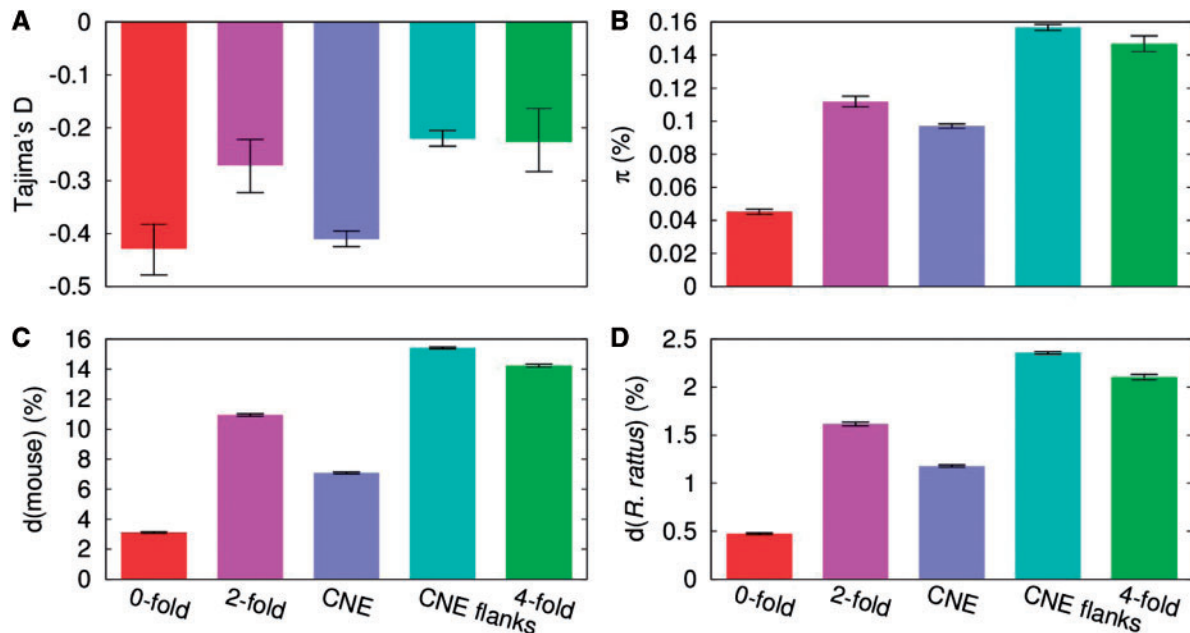 A
Tajima's D
0
-0.1
-0.2
-0.3
-0.4
-0.5
B
π (%)
0.16
0.14
0.12
0.1
0.08
0.06
0.04
0.02
0
C
d(mouse) (%)
16
14
12
10
8
6
4
2
0
0-fold
2-fold
CNE
CNE flanks
4-fold
D
d(R. rattus) (%)
2.5
2
1.5
1
0.5
0
0-fold
2-fold
CNE
CNE flanks
4-fold